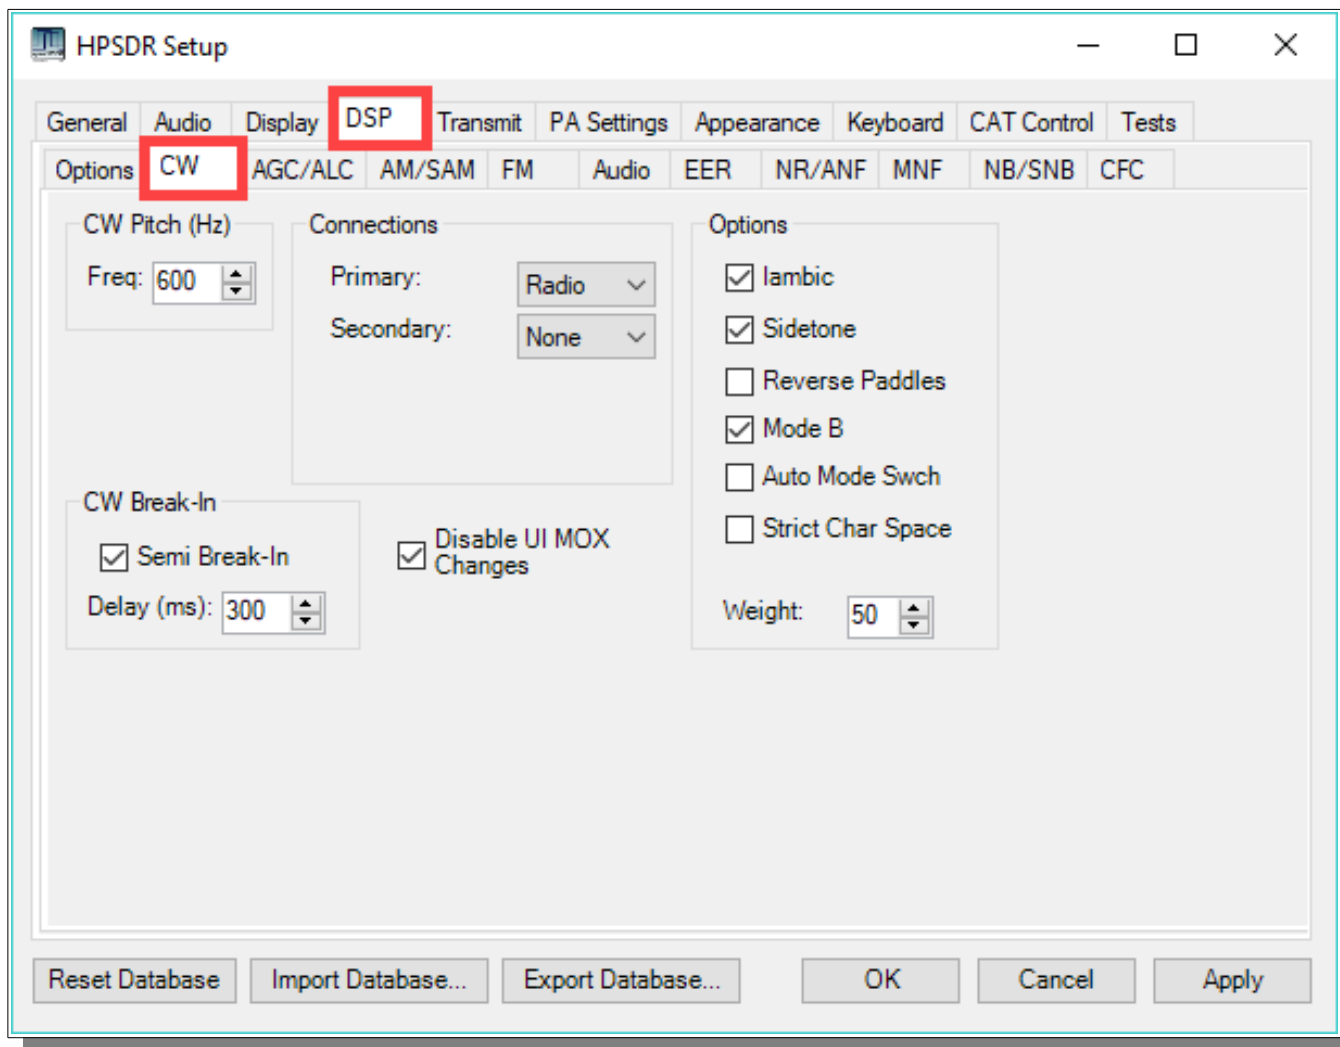 HPSDR Setup
General Audio Display DSP Transmit PA Settings Appearance Keyboard CAT Control Tests
Options CW AGC/ALC AM/SAM FM Audio EER NR/ANF MNF NB/SNB CFC
CW Pitch (Hz)
Freq: 600
Connections
Primary: Radio
Secondary: None
Options
Iambic
Sidetone
Reverse Paddles
Mode B
Auto Mode Swch
Strict Char Space
Weight: 50
CW Break-In
Semi Break-In
Delay (ms): 300
Disable UI MOX
Changes
Reset Database Import Database... Export Database... OK Cancel Apply